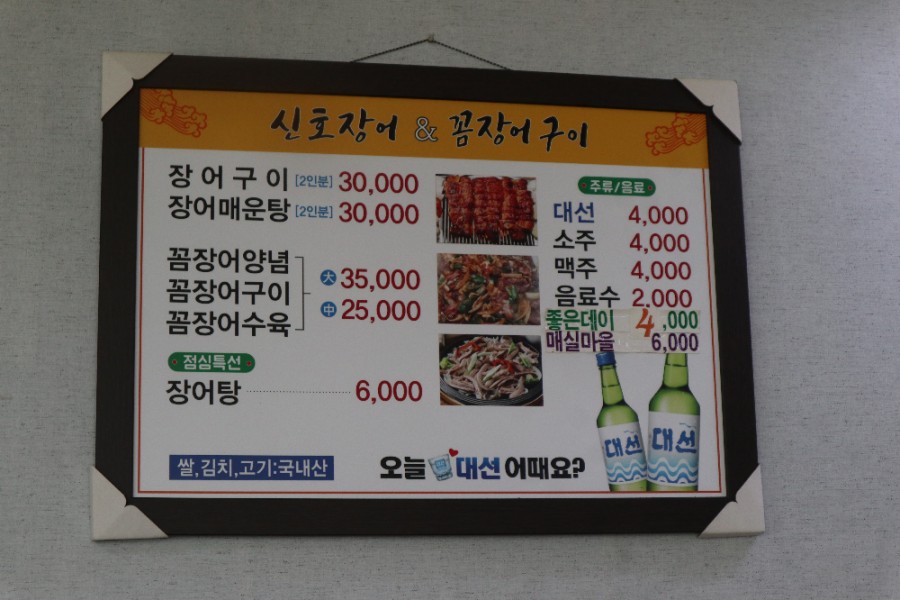 신호장어 & 꼼장어구이
장어구이 [2인분] 30,000
장어매운탕 [2인분] 30,000
꼼장어양념
꼼장어구이
꼼장어수육
大 35,000
中 25,000
점심특선
장어탕 6,000
쌀,김치,고기:국내산
주류/음료
대선 4,000
소주 4,000
맥주 4,000
음료수 2,000
좋은데이 4,000
매실마을 6,000
대선
대선
오늘 대선 어때요?